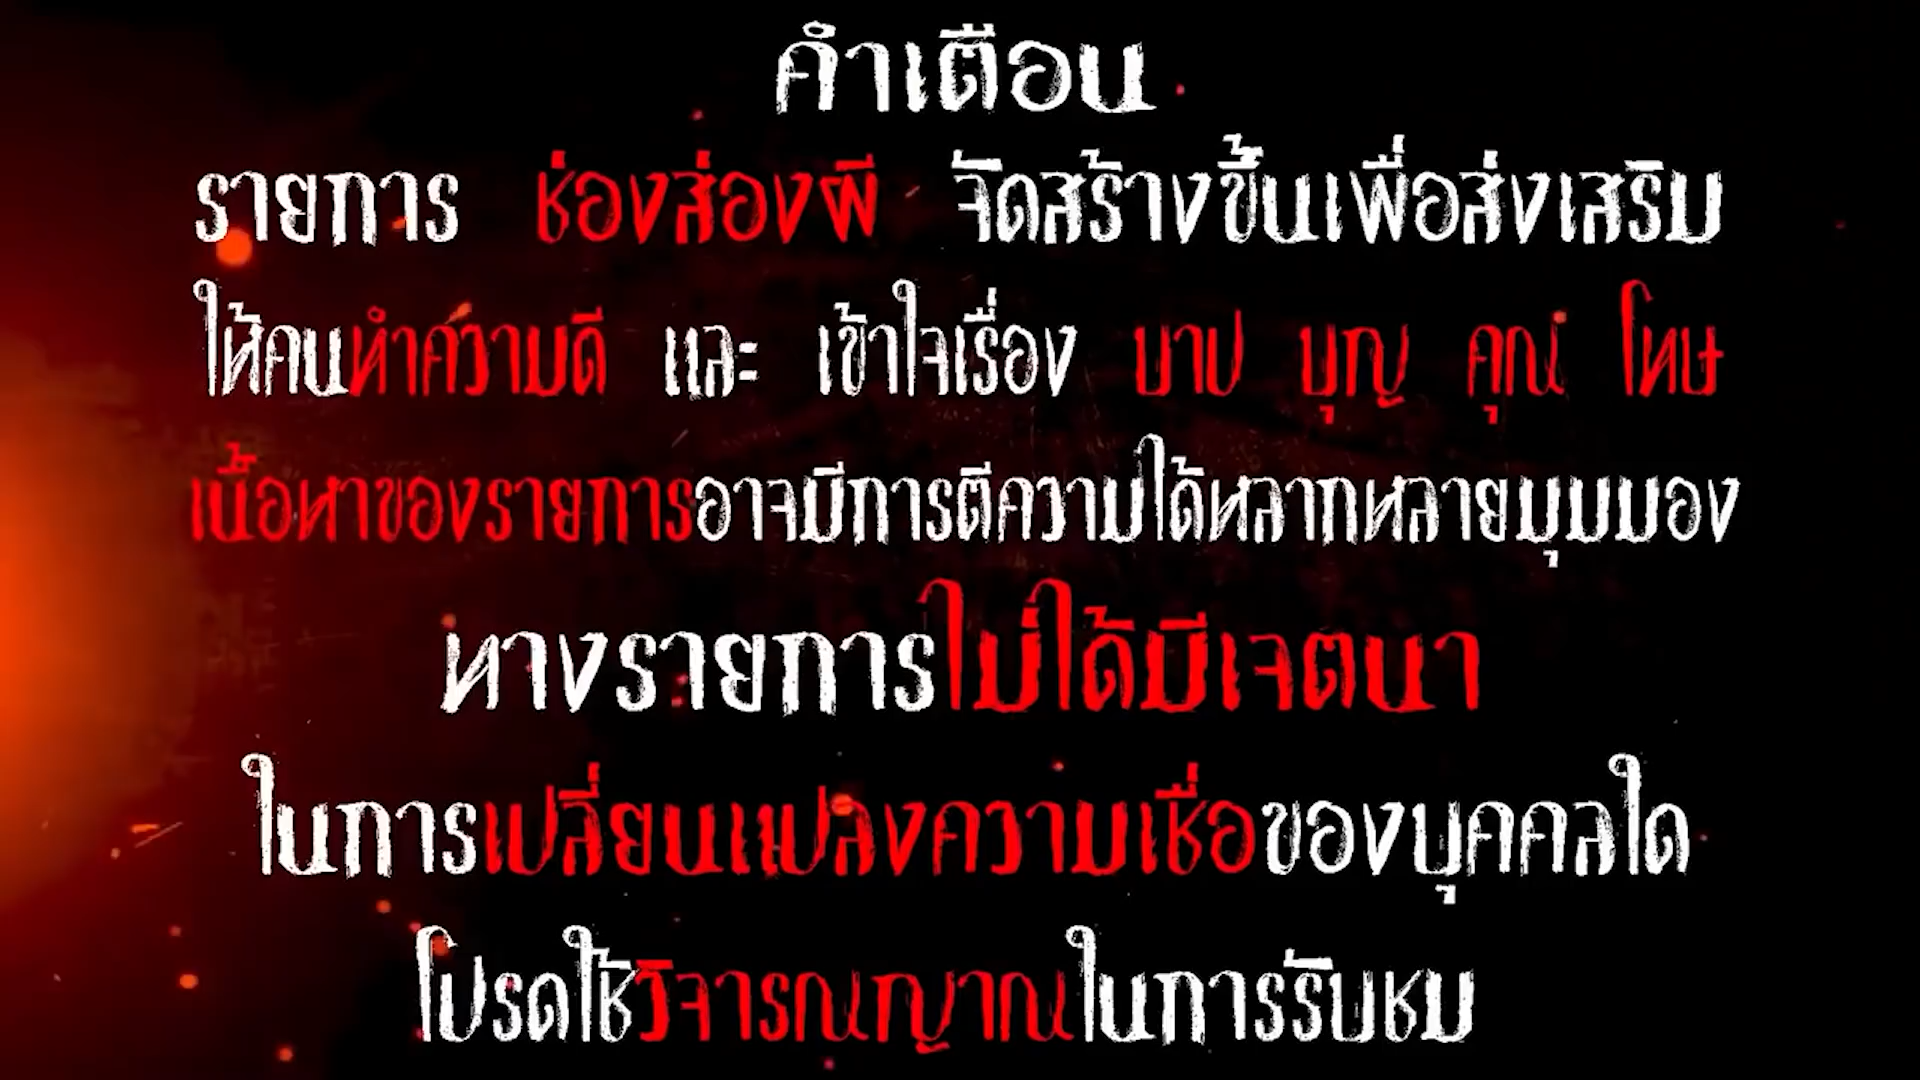 คำเตือน
รายการ ช่องส่องผี จัดสร้างขึ้นเพื่อส่งเสริม
ให้คนทำความดี และ เข้าใจเรื่อง บาป บุญ คุณ โทษ
เนื้อหาของรายการอาจมีการตีความได้หลากหลายมุมมอง
ทางรายการไม่ได้มีเจตนา
ในการเปลี่ยนแปลงความเชื่อของบุคคลใด
โปรดใช้วิจารณญาณในการรับชม